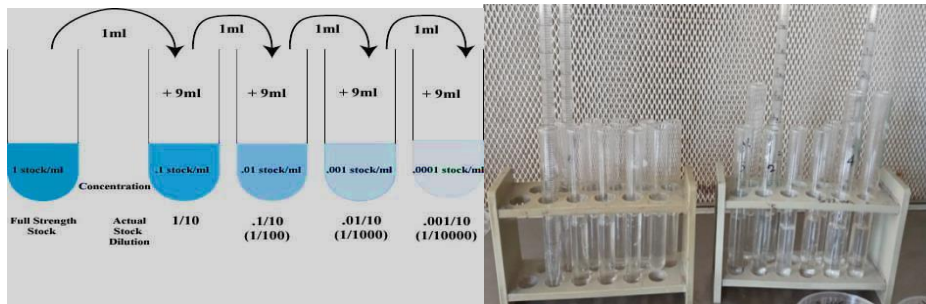 1ml 1ml 1ml 1ml
+ 9ml + 9ml + 9ml + 9ml
1 stock/ml .1 stock/ml .01 stock/ml .001 stock/ml .0001 stock/ml
Concentration
Full Strength
Stock
Actual
Stock
Dilution
1/10 .1/10 .01/10 .001/10
(1/100) (1/1000) (1/10000)